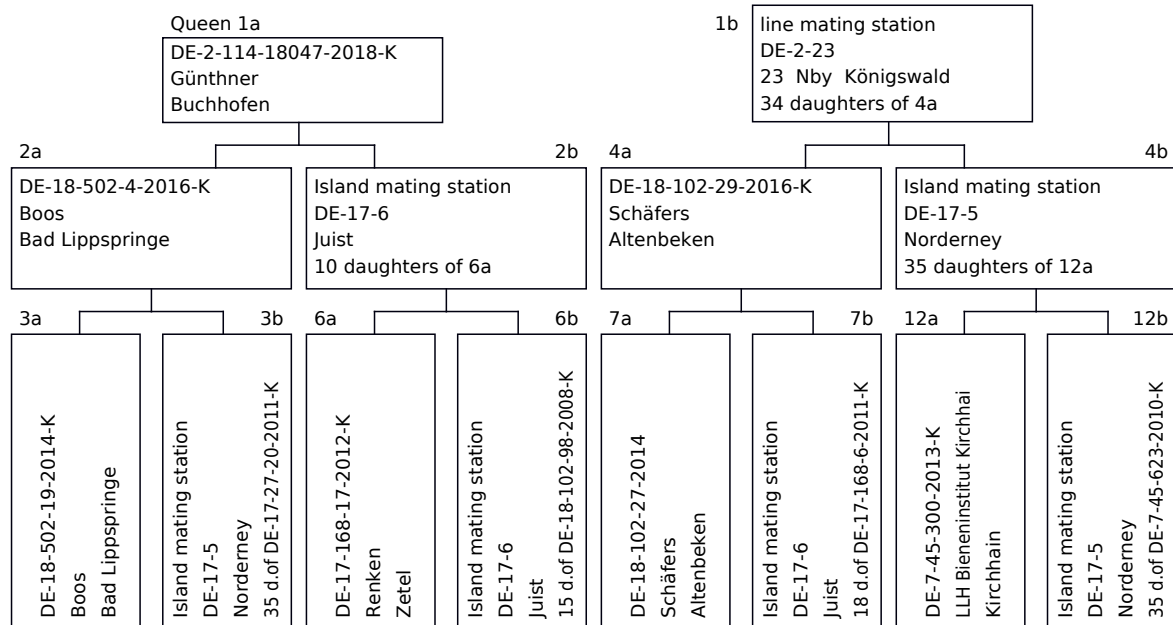 Queen 1a
DE-2-114-18047-2018-K
Günthner
Buchhofen
1b
line mating station
DE-2-23
23 Nby Königswald
34 daughters of 4a
2a
DE-18-502-4-2016-K
Boos
Bad Lippspringe
2b
Island mating station
DE-17-6
Juist
10 daughters of 6a
4a
DE-18-102-29-2016-K
Schäfers
Altenbeken
4b
Island mating station
DE-17-5
Norderney
35 daughters of 12a
3a
DE-18-502-19-2014-K
Boos
Bad Lippspringe
3b
Island mating station
DE-17-5
Norderney
35 d.of DE-17-27-20-2011-K
6a
DE-17-168-17-2012-K
Renken
Zetel
6b
Island mating station
DE-17-6
Juist
15 d.of DE-18-102-98-2008-K
7a
DE-18-102-27-2014
Schäfers
Altenbeken
7b
Island mating station
DE-17-6
Juist
18 d.of DE-17-168-6-2011-K
12a
DE-7-45-300-2013-K
LLH Bieneninstitut Kirchhai
Kirchhain
12b
Island mating station
DE-17-5
Norderney
35 d.of DE-7-45-623-2010-K